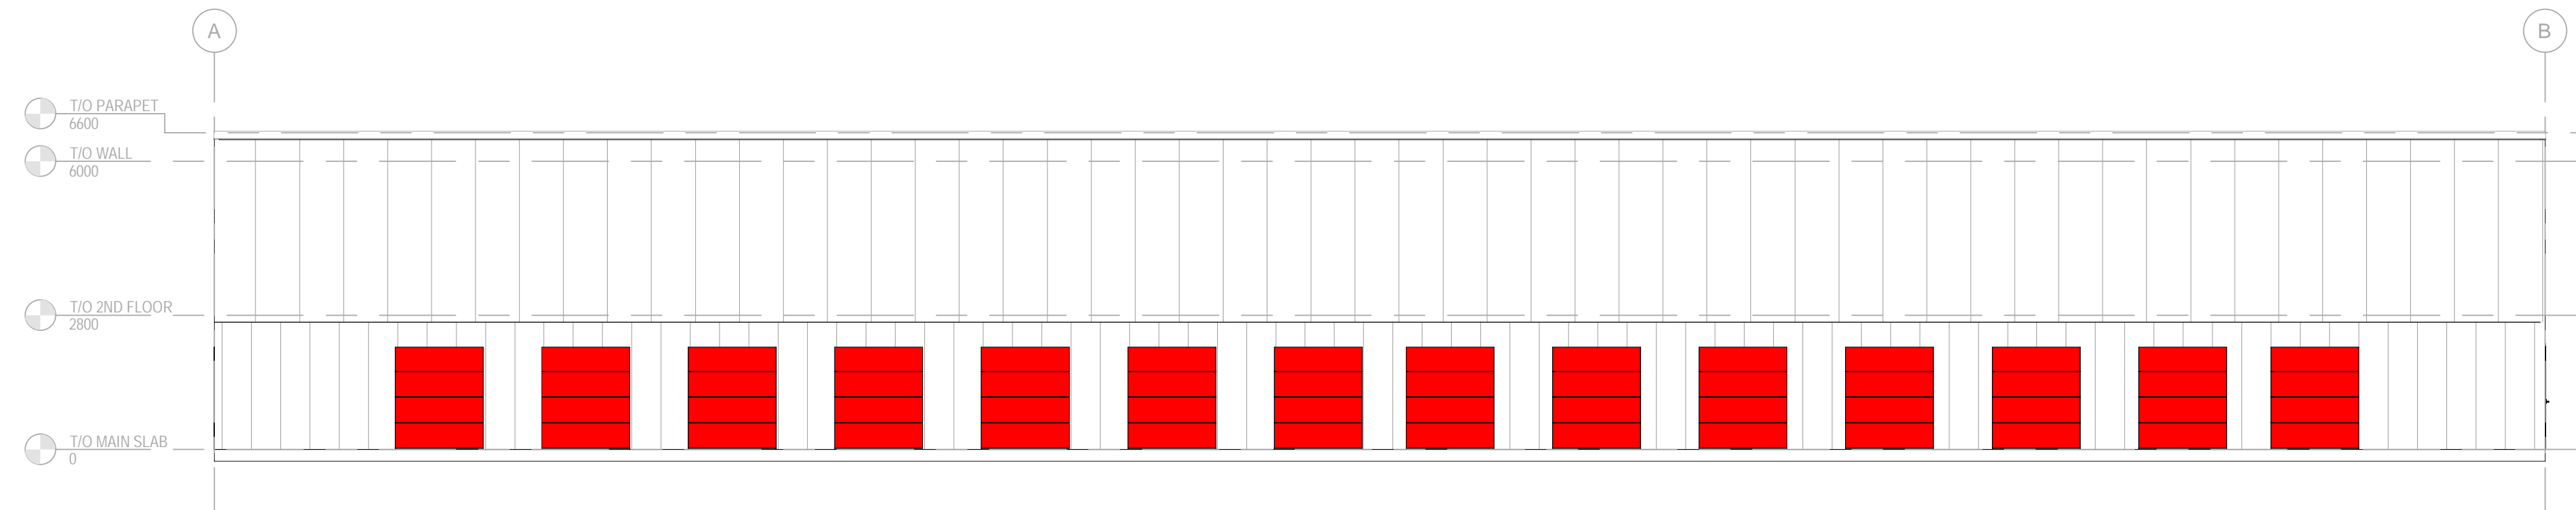 A
B
T/O PARAPET
6600
T/O WALL
6000
T/O 2ND FLOOR
2800
T/O MAIN SLAB
0